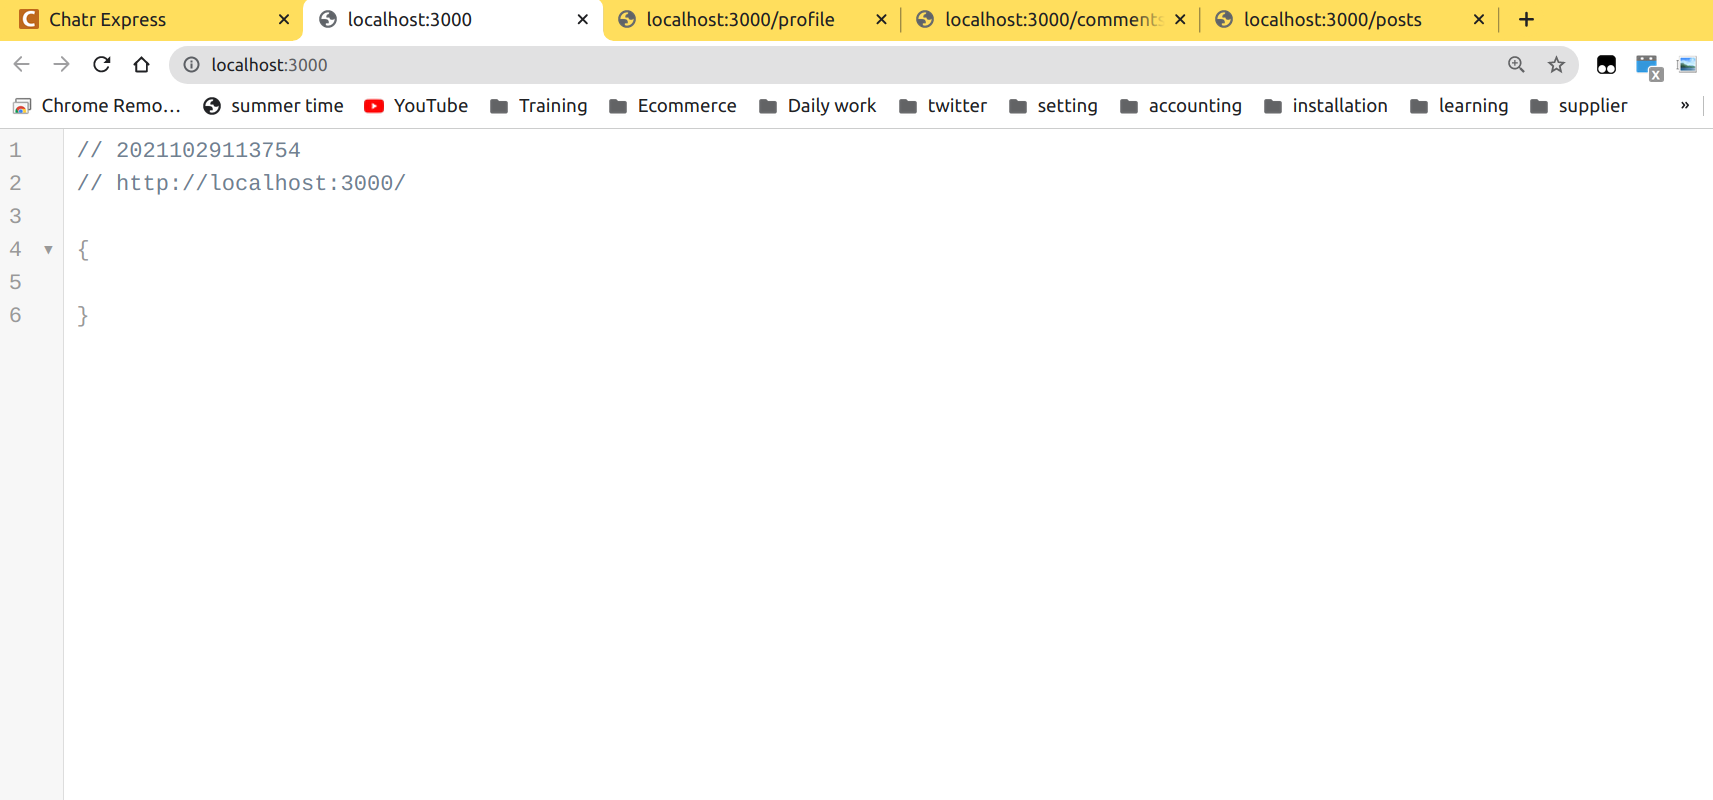 Chatr Express
localhost:3000
localhost:3000/profile
localhost:3000/comments
localhost:3000/posts
localhost:3000
Chrome Remo...
summer time
YouTube
Training
Ecommerce
Daily work
twitter
setting
accounting
installation
learning
supplier
»
1 // 20211029113754
2 // http://localhost:3000/
3
4 {
5
6 }